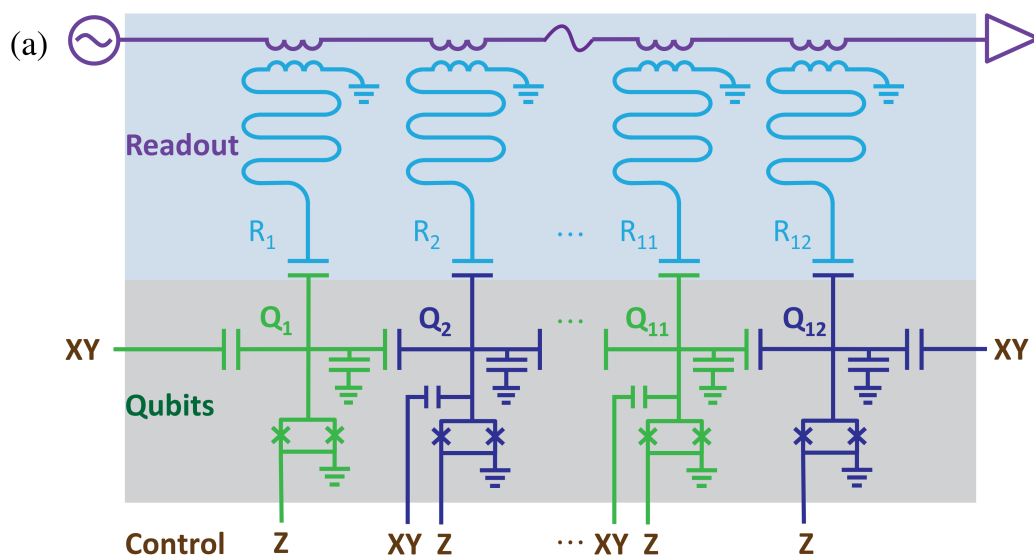 (a)
Readout
R₁ R₂ ... R₁₁ R₁₂
Q₁ Q₂ ... Q₁₁ Q₁₂
XY XY
Qubits
Control Z XY Z ... XY Z Z